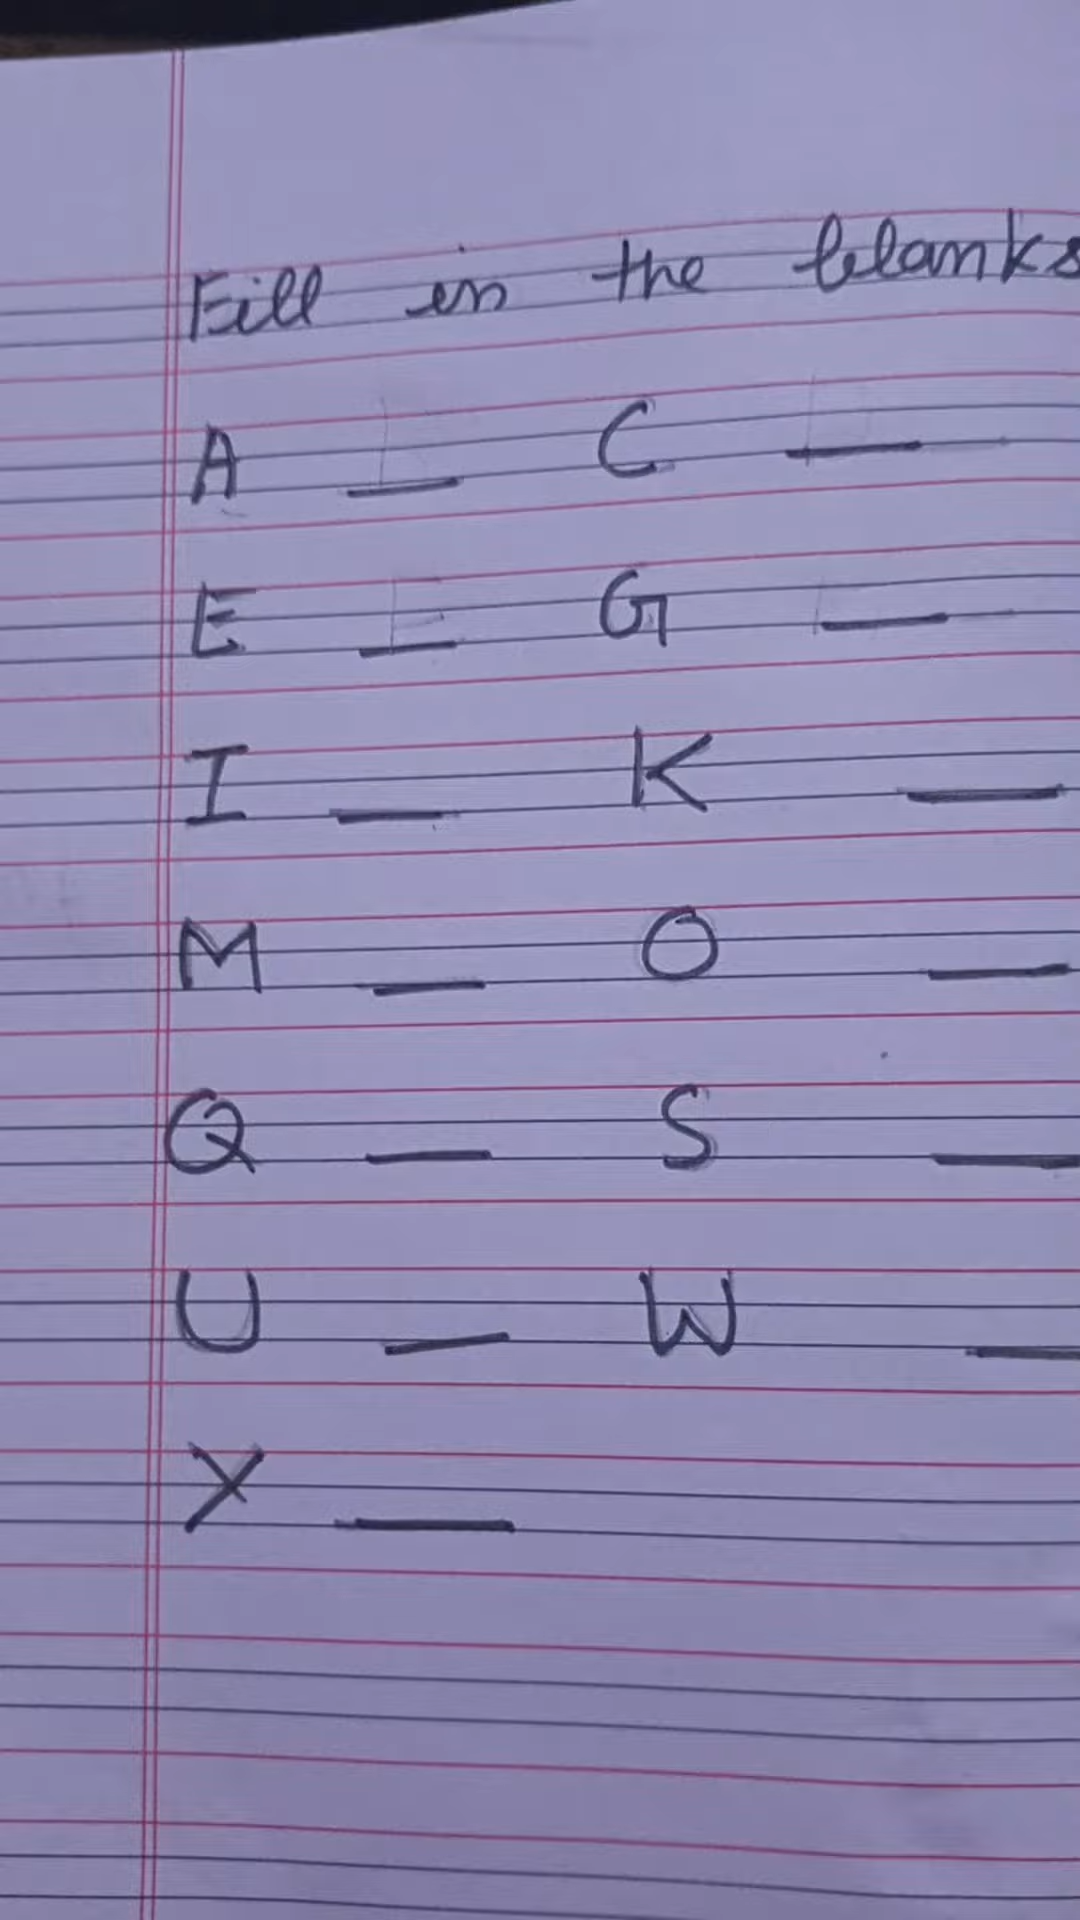 Fill in the blanks
A __ C __
E __ G __
I __ K __
M __ O __
Q __ S __
U __ W __
X __